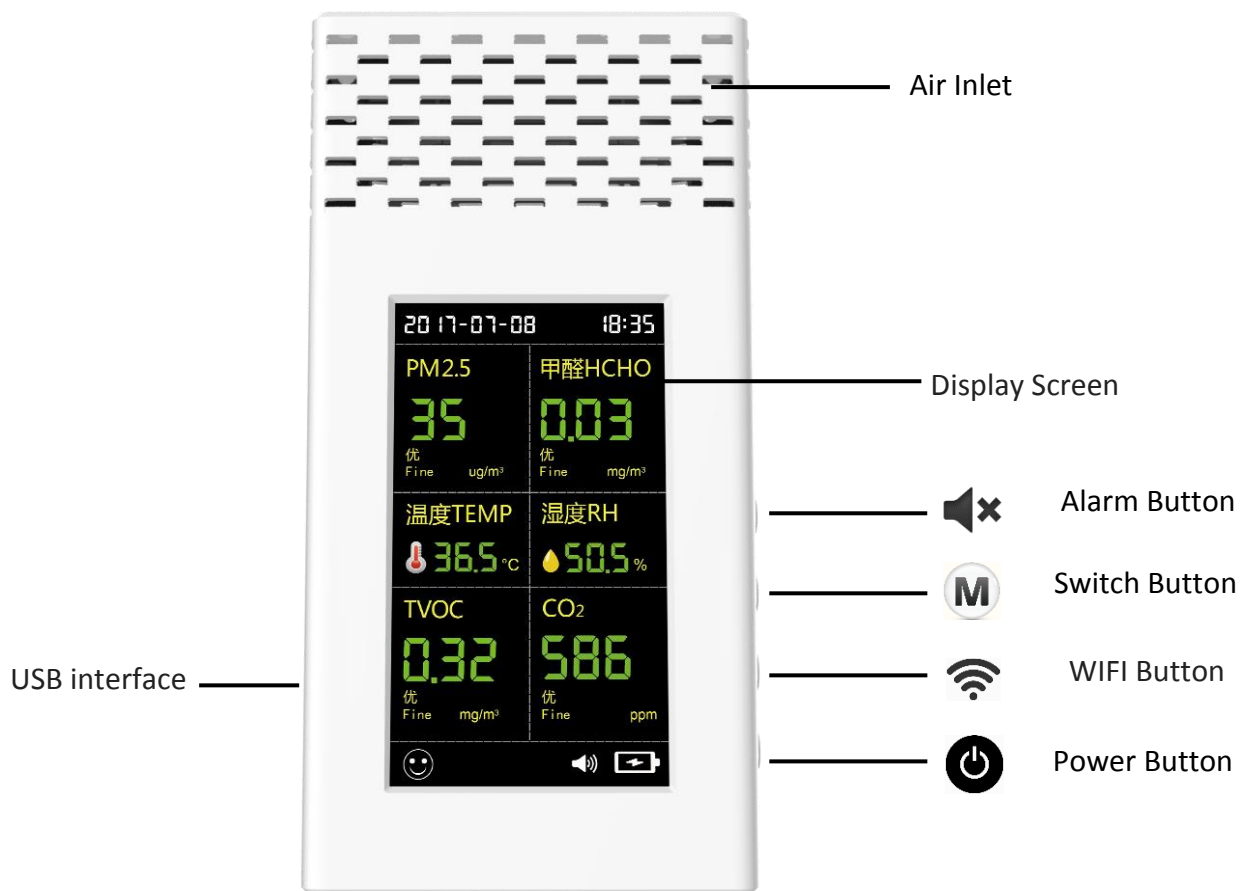 Air Inlet
2017-07-08 18:35
PM2.5 甲醛HCHO
35 0.03
优 优
Fine ug/m³ Fine mg/m³
Display Screen
温度TEMP 湿度RH
36.5 °C 50.5 %
Alarm Button
M Switch Button
TVOC CO₂
0.32 586
优 优
Fine mg/m³ Fine ppm
USB interface
WIFI Button
Power Button